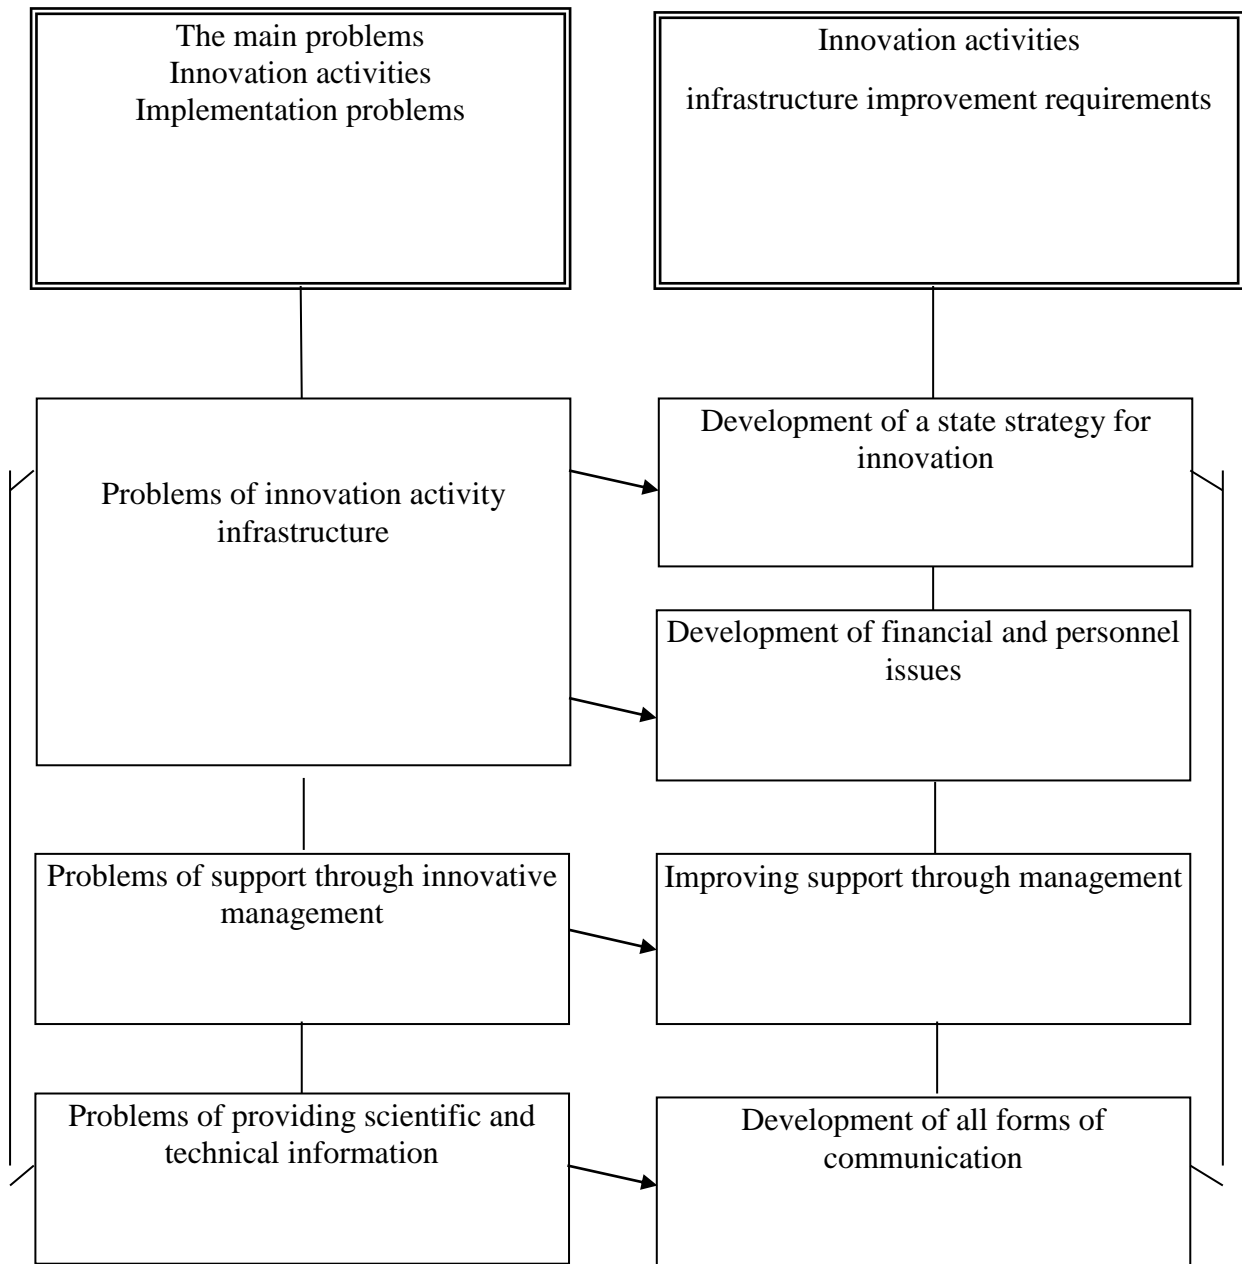 The main problems
Innovation activities
Implementation problems
Innovation activities
infrastructure improvement requirements
Problems of innovation activity
infrastructure
Development of a state strategy for
innovation
Development of financial and personnel
issues
Problems of support through innovative
management
Improving support through management
Problems of providing scientific and
technical information
Development of all forms of
communication